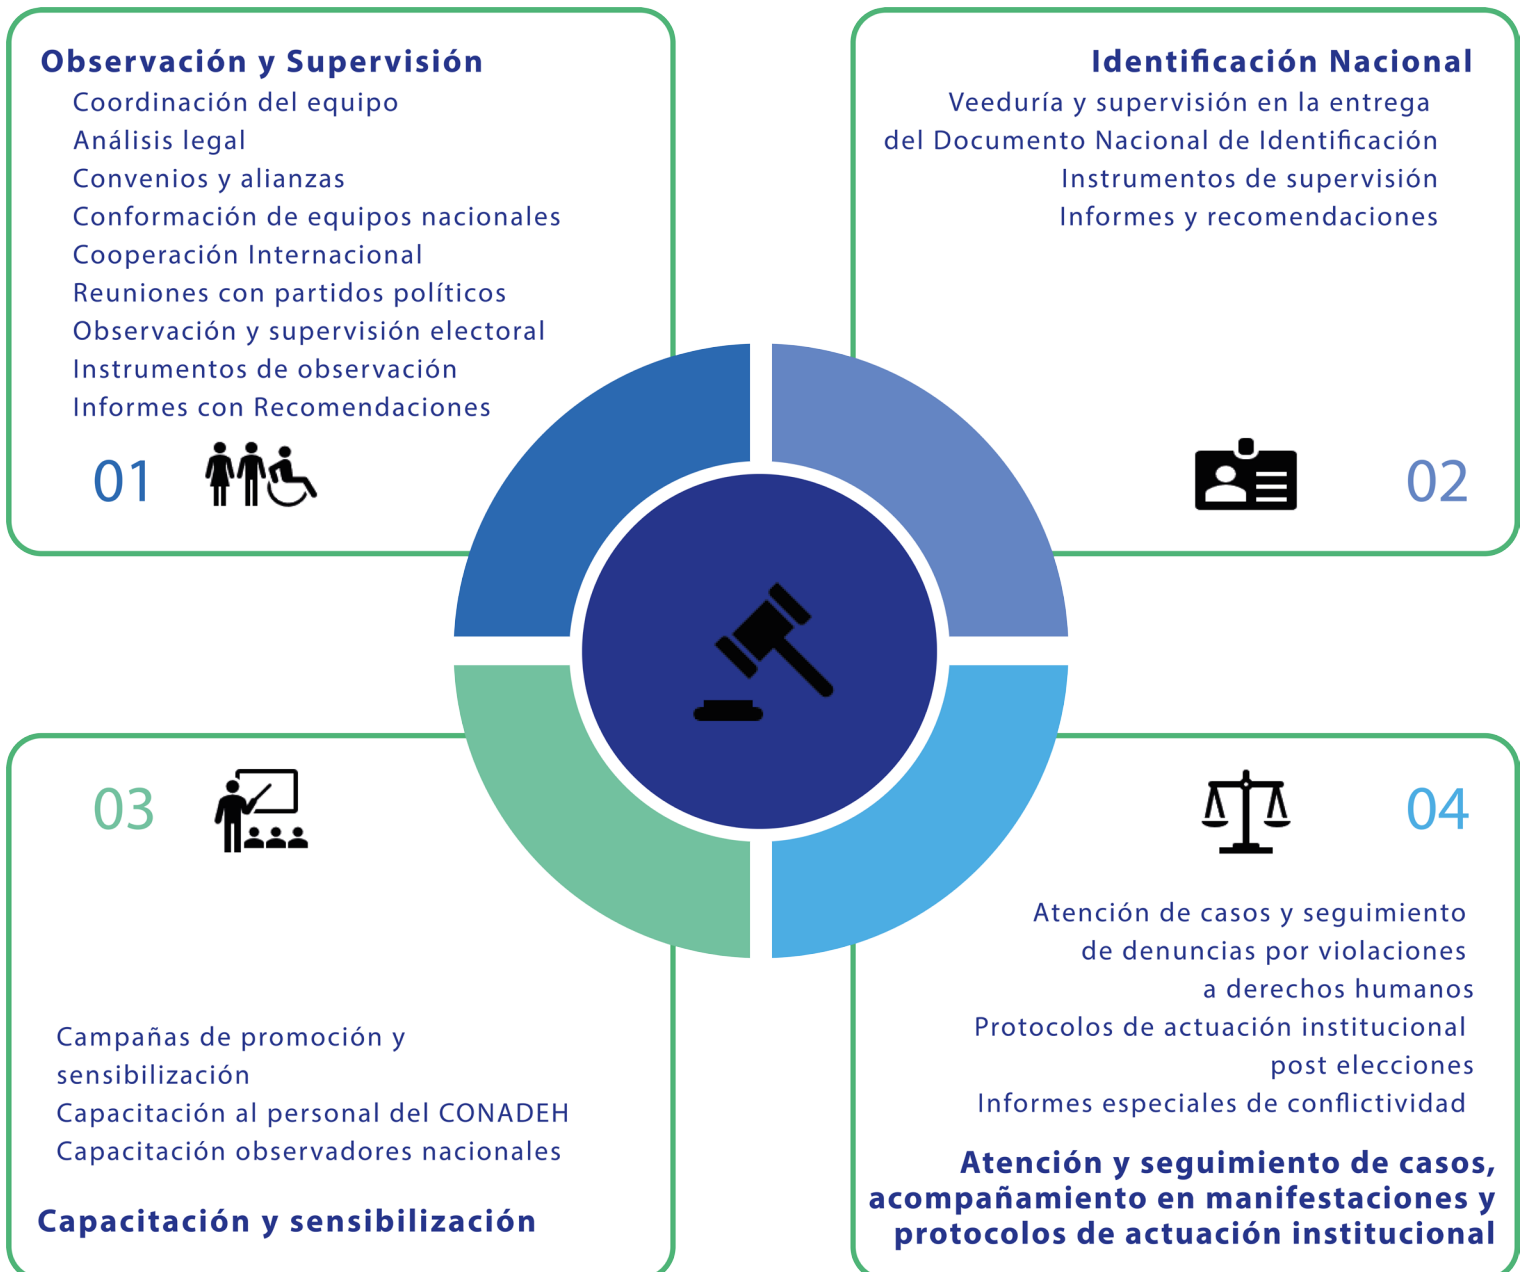 Observación y Supervisión
Coordinación del equipo
Análisis legal
Convenios y alianzas
Conformación de equipos nacionales
Cooperación Internacional
Reuniones con partidos políticos
Observación y supervisión electoral
Instrumentos de observación
Informes con Recomendaciones
01
Identificación Nacional
Veeduría y supervisión en la entrega
del Documento Nacional de Identificación
Instrumentos de supervisión
Informes y recomendaciones
02
03
Campañas de promoción y
sensibilización
Capacitación al personal del CONADEH
Capacitación observadores nacionales
Capacitación y sensibilización
04
Atención de casos y seguimiento
de denuncias por violaciones
a derechos humanos
Protocolos de actuación institucional
post elecciones
Informes especiales de conflictividad
Atención y seguimiento de casos,
acompañamiento en manifestaciones y
protocolos de actuación institucional